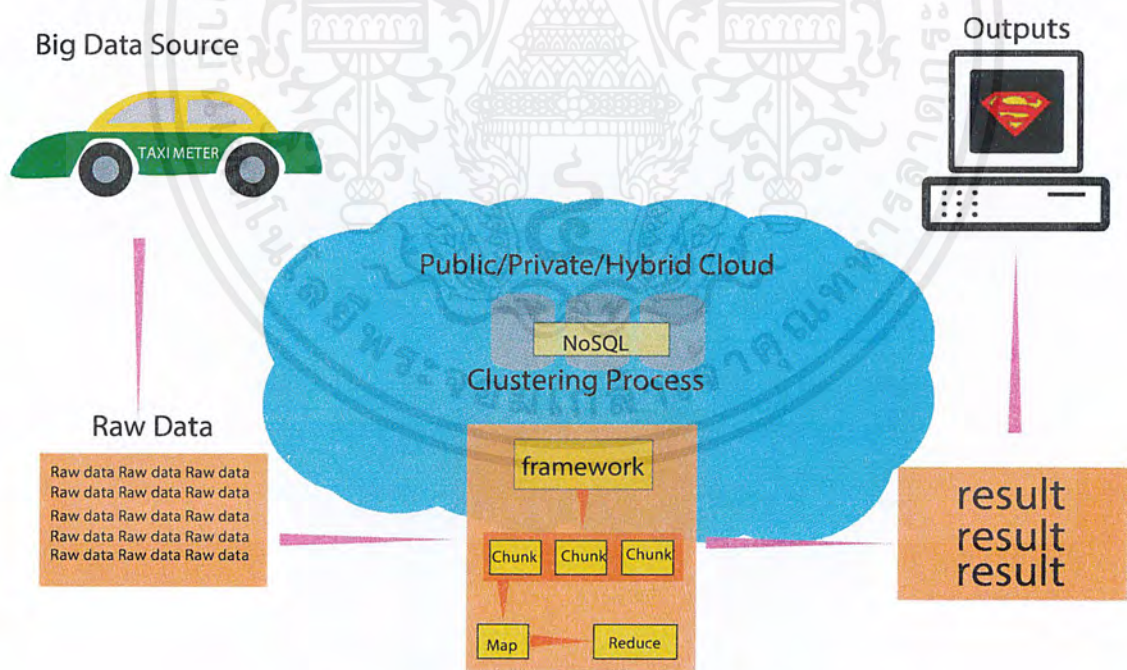 Big Data Source
Outputs
TAXI METER
Public/Private/Hybrid Cloud
NoSQL
Clustering Process
Raw Data
Raw data Raw data Raw data
Raw data Raw data Raw data
Raw data Raw data Raw data
Raw data Raw data Raw data
Raw data Raw data Raw data
framework
Chunk
Chunk
Chunk
Map
Reduce
result
result
result